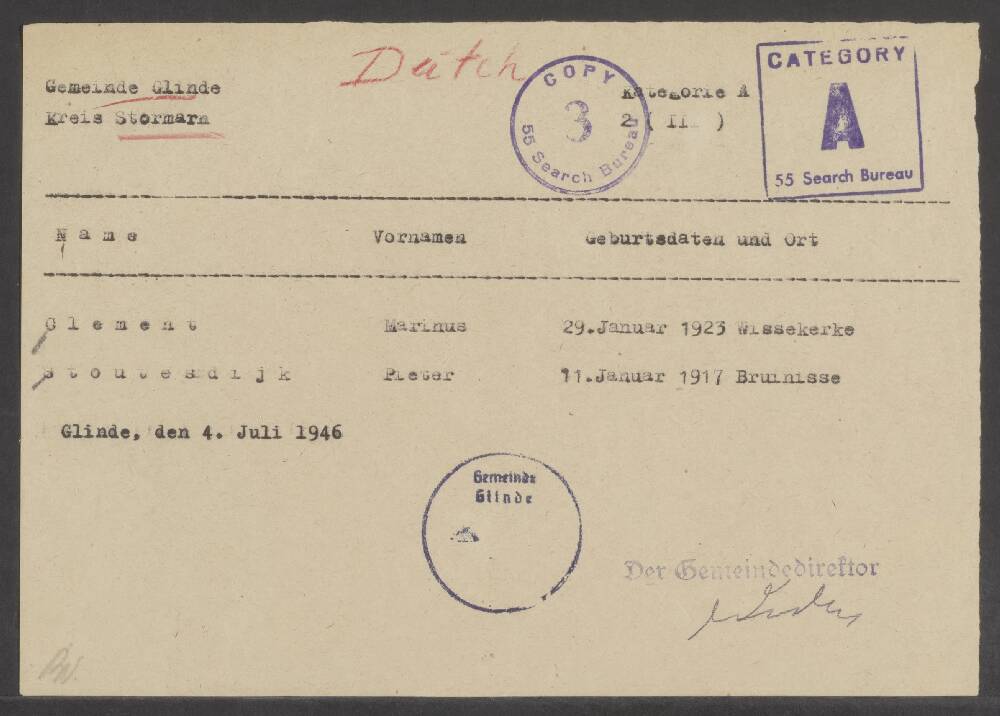 Dutch
Gemeinde Glinde
Kreis Stormarn
COPY
3
55 Search Bureau
Kategorie A
2 ( III )
CATEGORY
A
55 Search Bureau
Name Vornamen Geburtsdaten und Ort
Clement Marinus 29.Januar 1923 Wissekerke
Stoutesdijk Pieter 11.Januar 1917 Bruinisse
Glinde, den 4. Juli 1946
Gemeinde
Glinde
Der Gemeindedirektor